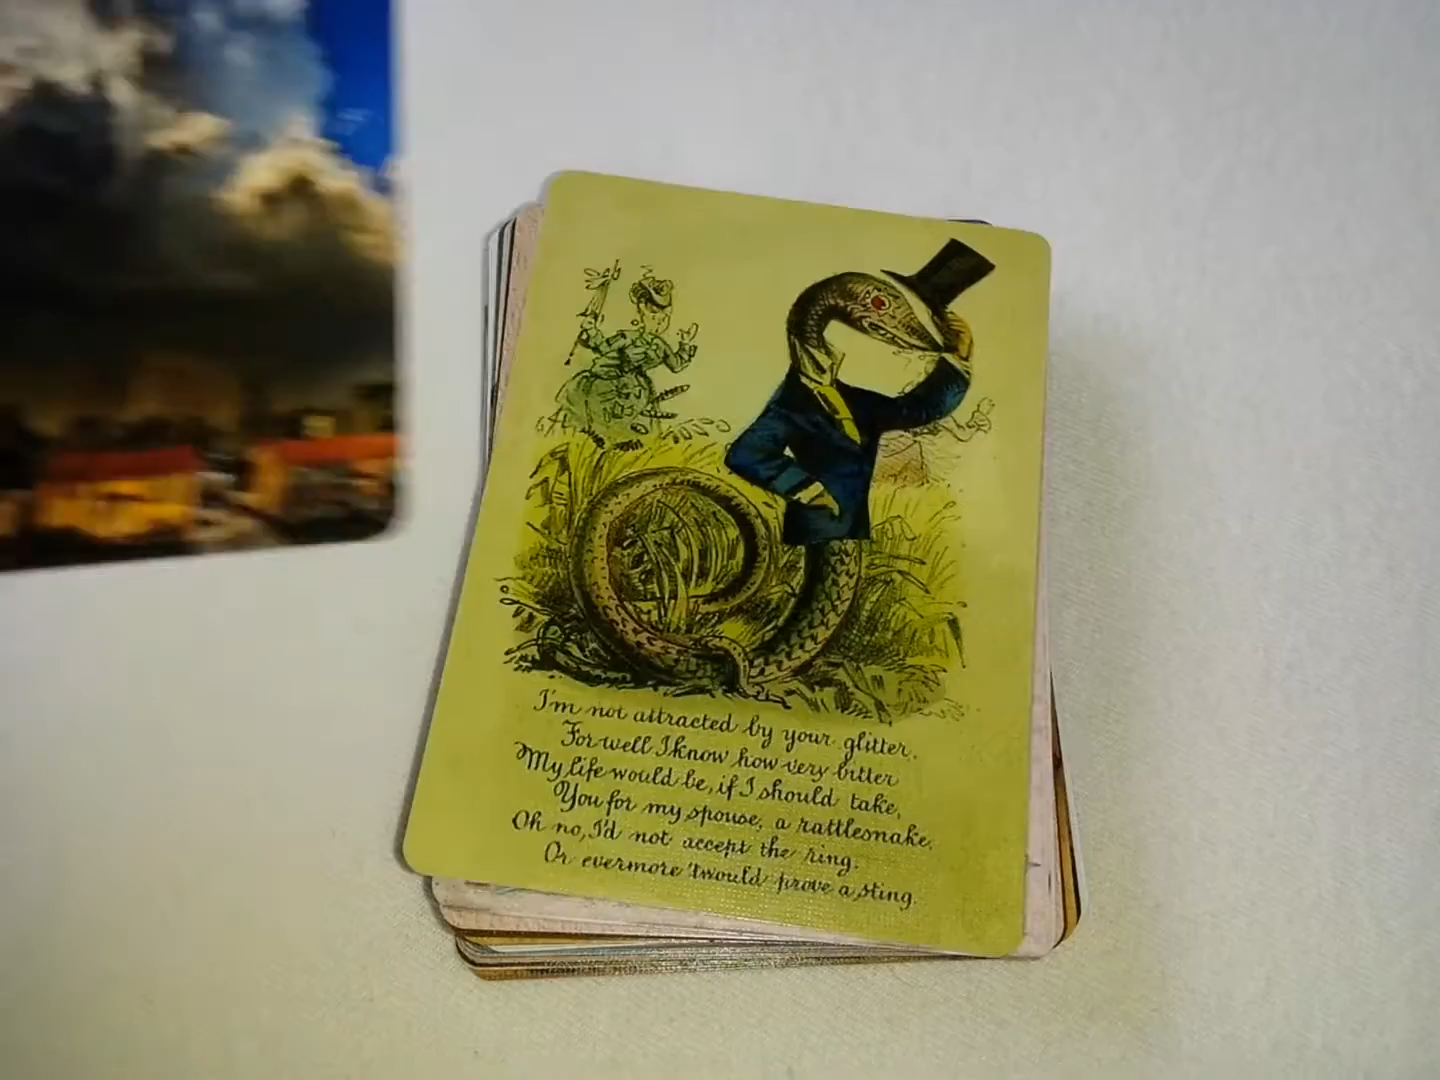 I'm not attracted by your glitter,
For well I know how very bitter
My life would be, if I should take,
You for my spouse, a rattlesnake.
Oh no, I'd not accept the ring.
Or evermore 'twould prove a sting.